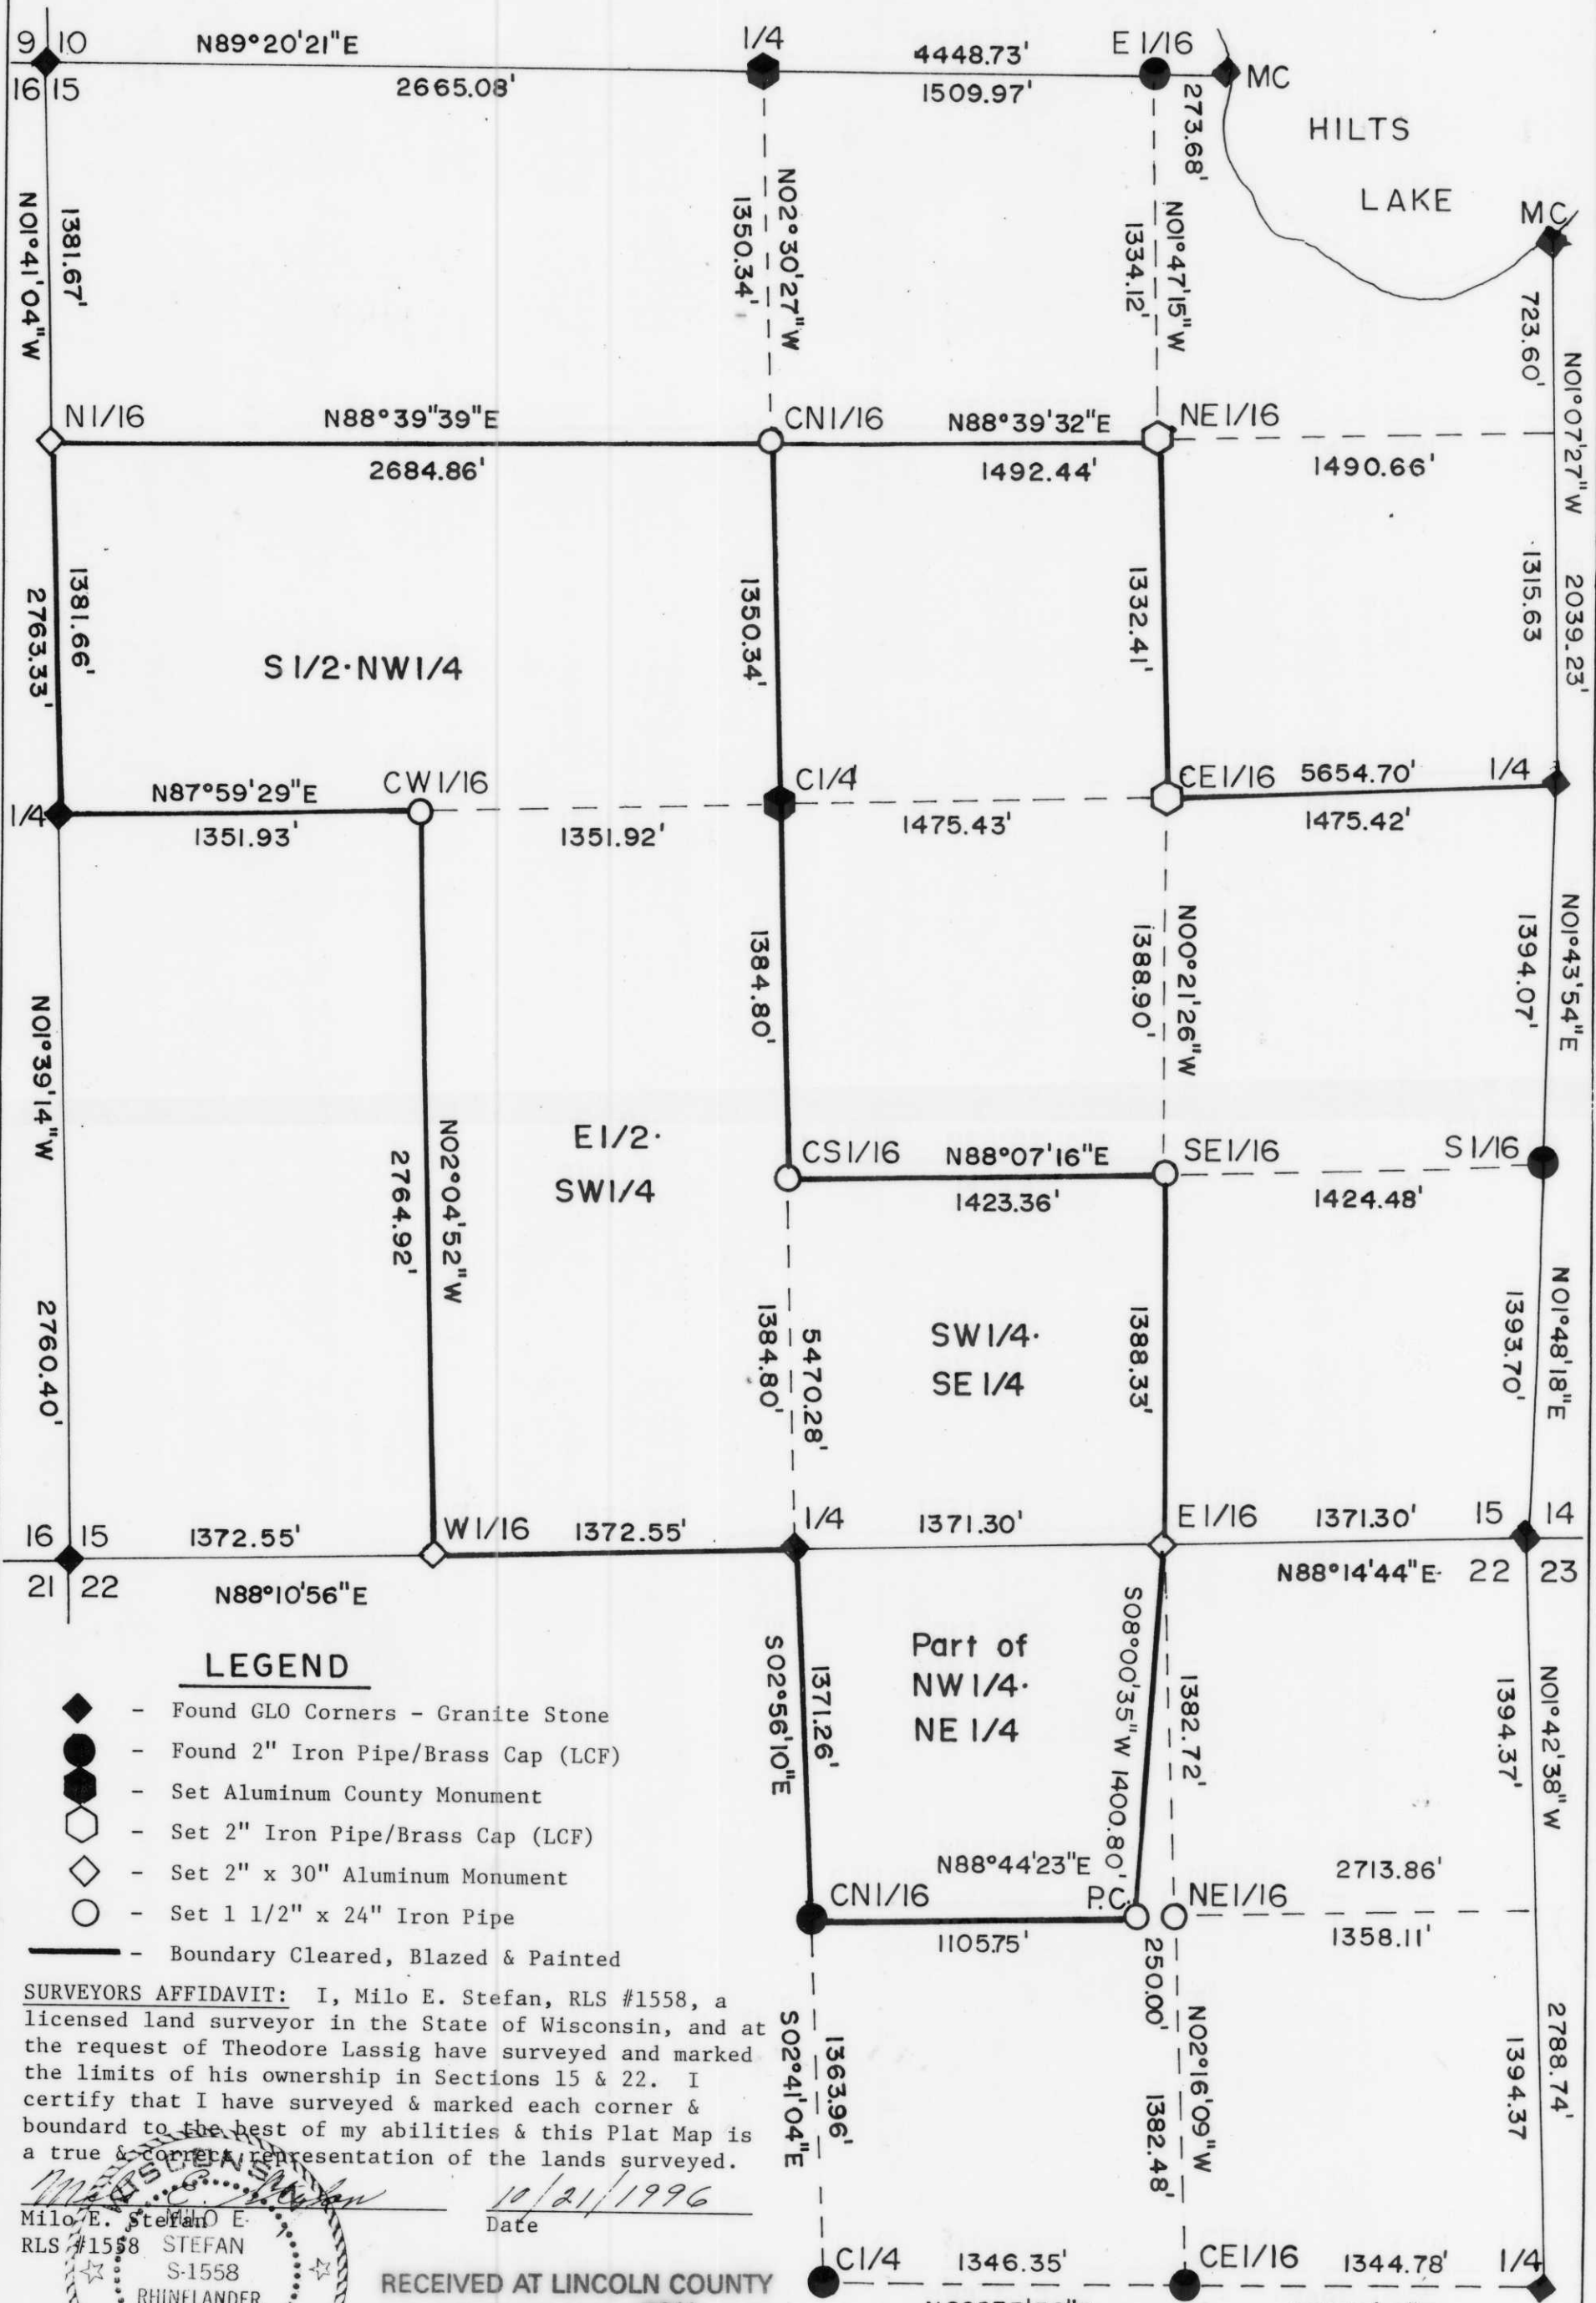 9 10
N89°20'21"E
1/4
4448.73'
E 1/16
16 15
2665.08'
1509.97'
MC
273.68'
HILTS
LAKE
MC
N01°41'04"W
1381.67'
1350.34'
N02°30'27"W
1334.12'
N01°47'15"W
723.60'
N01°07'27"W
N1/16
N88°39"39"E
CN1/16
N88°39'32"E
NE1/16
2684.86'
1492.44'
1490.66'
2763.33'
1381.66'
1350.34'
1332.41'
1315.63
2039.23'
S 1/2·NW1/4
1/4
N87°59'29"E
CW1/16
C1/4
CE1/16
5654.70'
1/4
1351.93'
1351.92'
1475.43'
1475.42'
N01°39'14"W
1384.80'
1388.90'
N00°21'26"W
1394.07'
N01°43'54"E
2764.92'
N02°04'52"W
E1/2·
SW1/4
CS1/16
N88°07'16"E
SE1/16
S1/16
1423.36'
1424.48'
2760.40'
1384.80'
5470.28'
SW1/4·
SE 1/4
1388.33'
1393.70'
N01°48'18"E
16 15
1372.55'
W1/16
1372.55'
1/4
1371.30'
E1/16
1371.30'
15 14
21 22
N88°10'56"E
N88°14'44"E·
22 23
S02°56'10"E
1371.26'
Part of
NW1/4·
NE 1/4
S08°00'35"W 1400.80'
1382.72'
1394.37'
N01°42'38"W
LEGEND
- Found GLO Corners - Granite Stone
- Found 2" Iron Pipe/Brass Cap (LCF)
- Set Aluminum County Monument
- Set 2" Iron Pipe/Brass Cap (LCF)
- Set 2" x 30" Aluminum Monument
- Set 1 1/2" x 24" Iron Pipe
- Boundary Cleared, Blazed & Painted
N88°44'23"E
2713.86'
CN1/16
P.C.
NE1/16
1105.75'
1358.11'
250.00'
S02°41'04"E
1363.96'
1382.48'
N02°16'09"W
1394.37
2788.74'
SURVEYORS AFFIDAVIT: I, Milo E. Stefan, RLS #1558, a
licensed land surveyor in the State of Wisconsin, and at
the request of Theodore Lassig have surveyed and marked
the limits of his ownership in Sections 15 & 22. I
certify that I have surveyed & marked each corner &
boundard to the best of my abilities & this Plat Map is
a true & correct representation of the lands surveyed.
Milo E. Stefan
10/21/1996
Milo E. Stefan
Date
RLS #1558
WISCONSIN
MILO E.
STEFAN
S-1558
RHINELANDER
RECEIVED AT LINCOLN COUNTY
C1/4
1346.35'
CE1/16
1344.78'
1/4